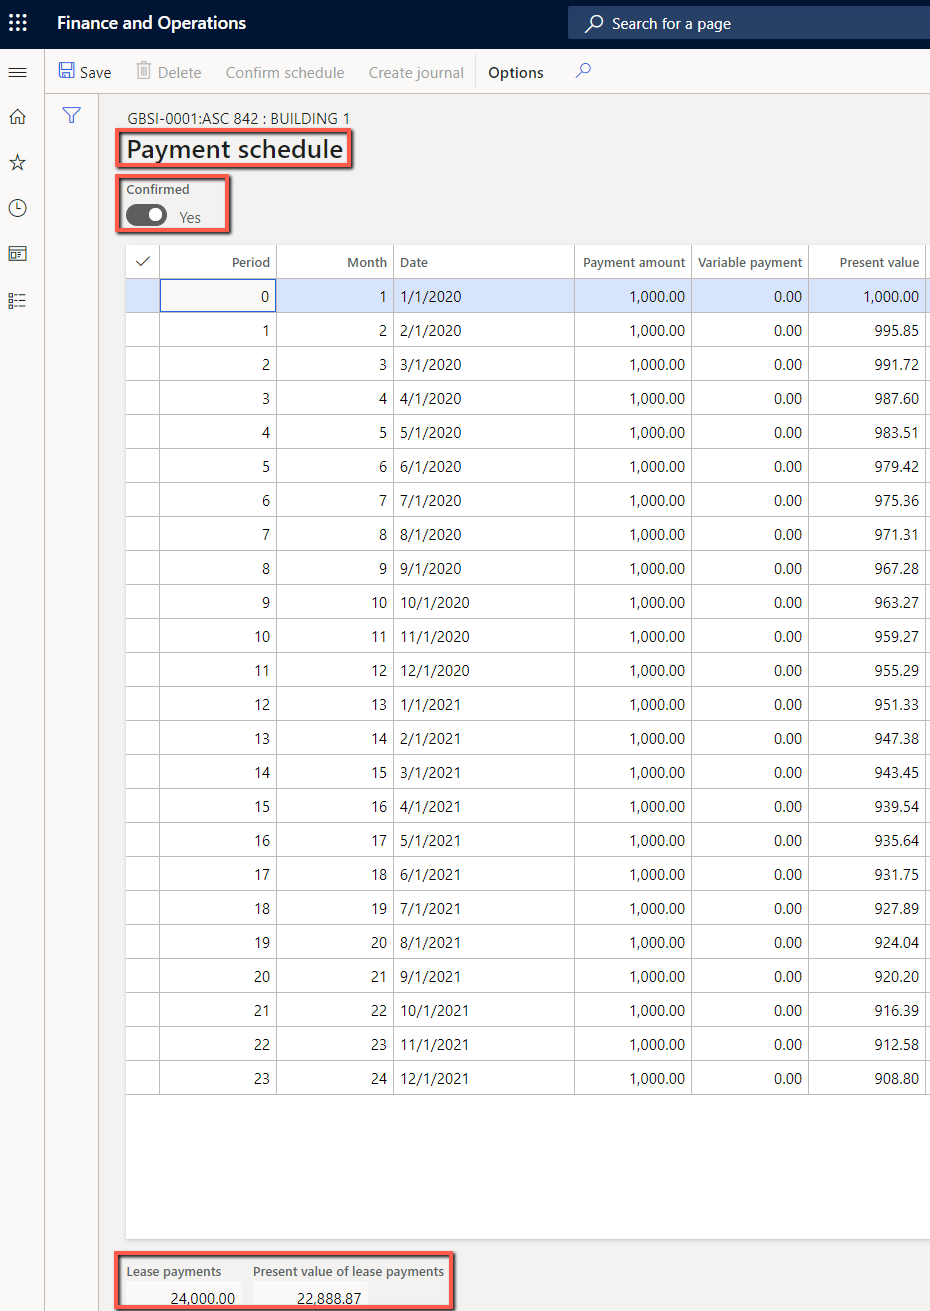 Finance and Operations Search for a page
Save Delete Confirm schedule Create journal Options
GBSI-0001:ASC 842 : BUILDING 1
Payment schedule
Confirmed
Yes
Period Month Date Payment amount Variable payment Present value
0 1 1/1/2020 1,000.00 0.00 1,000.00
1 2 2/1/2020 1,000.00 0.00 995.85
2 3 3/1/2020 1,000.00 0.00 991.72
3 4 4/1/2020 1,000.00 0.00 987.60
4 5 5/1/2020 1,000.00 0.00 983.51
5 6 6/1/2020 1,000.00 0.00 979.42
6 7 7/1/2020 1,000.00 0.00 975.36
7 8 8/1/2020 1,000.00 0.00 971.31
8 9 9/1/2020 1,000.00 0.00 967.28
9 10 10/1/2020 1,000.00 0.00 963.27
10 11 11/1/2020 1,000.00 0.00 959.27
11 12 12/1/2020 1,000.00 0.00 955.29
12 13 1/1/2021 1,000.00 0.00 951.33
13 14 2/1/2021 1,000.00 0.00 947.38
14 15 3/1/2021 1,000.00 0.00 943.45
15 16 4/1/2021 1,000.00 0.00 939.54
16 17 5/1/2021 1,000.00 0.00 935.64
17 18 6/1/2021 1,000.00 0.00 931.75
18 19 7/1/2021 1,000.00 0.00 927.89
19 20 8/1/2021 1,000.00 0.00 924.04
20 21 9/1/2021 1,000.00 0.00 920.20
21 22 10/1/2021 1,000.00 0.00 916.39
22 23 11/1/2021 1,000.00 0.00 912.58
23 24 12/1/2021 1,000.00 0.00 908.80
Lease payments Present value of lease payments
24,000.00 22,888.87